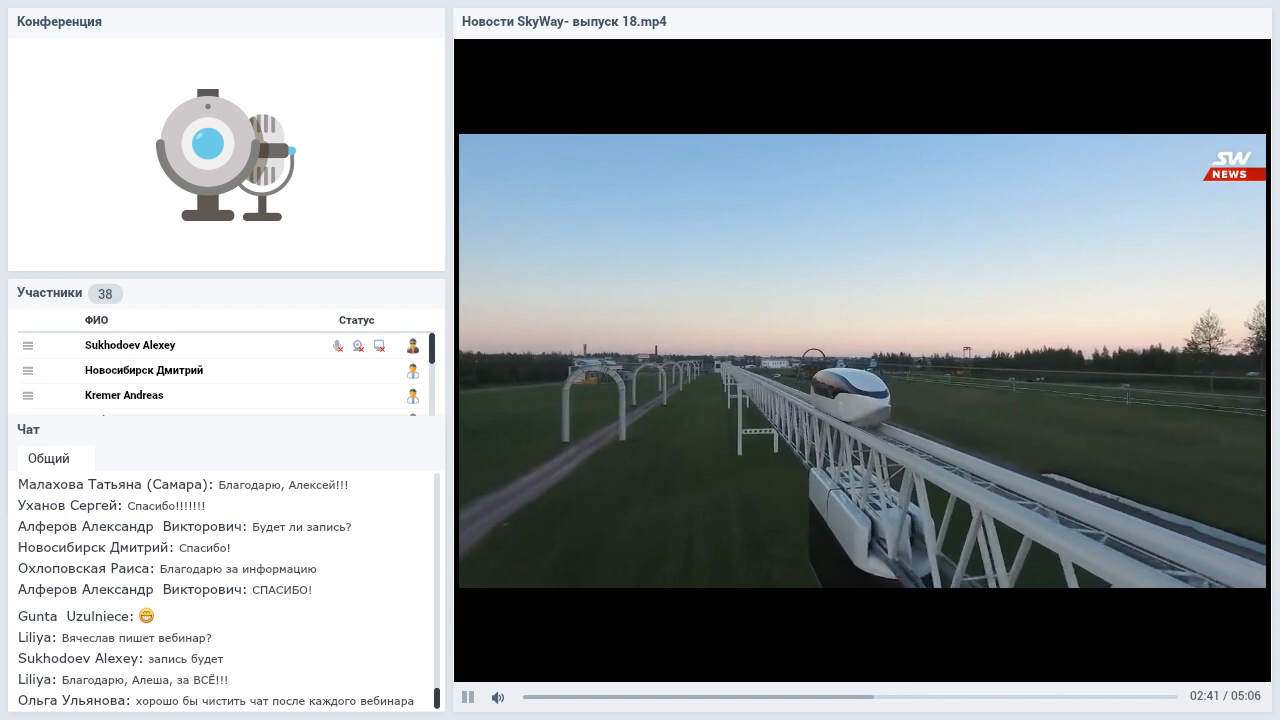 Конференция
Участники 38
ФИО Статус
Sukhodoev Alexey
Новосибирск Дмитрий
Kremer Andreas
Чат
Общий
Малахова Татьяна (Самара): Благодарю, Алексей!!!
Уханов Сергей: Спасибо!!!!!!!
Алферов Александр Викторович: Будет ли запись?
Новосибирск Дмитрий: Спасибо!
Охлоповская Раиса: Благодарю за информацию
Алферов Александр Викторович: СПАСИБО!
Gunta Uzulniece:
Liliya: Вячеслав пишет вебинар?
Sukhodoev Alexey: запись будет
Liliya: Благодарю, Алеша, за ВСЁ!!!
Ольга Ульянова: хорошо бы чистить чат после каждого вебинара
Новости SkyWay- выпуск 18.mp4
SW
NEWS
02:41 / 05:06